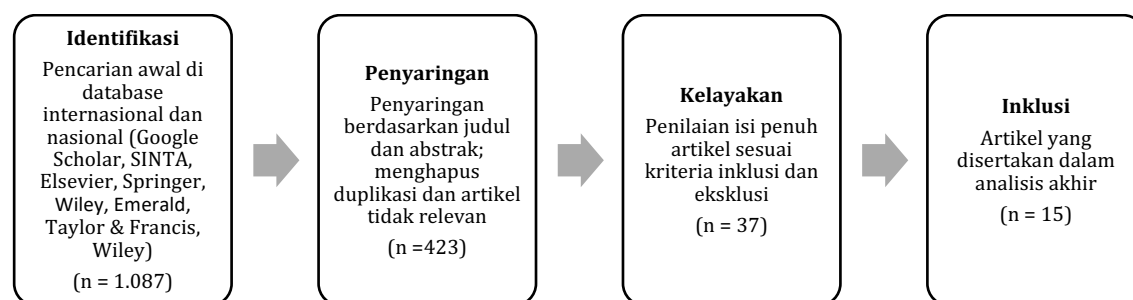 Identifikasi
Pencarian awal di
database
internasional dan
nasional (Google
Scholar, SINTA,
Elsevier, Springer,
Wiley, Emerald,
Taylor & Francis,
Wiley)
(n = 1.087)
Penyaringan
Penyaringan
berdasarkan judul
dan abstrak;
menghapus
duplikasi dan artikel
tidak relevan
(n =423)
Kelayakan
Penilaian isi penuh
artikel sesuai
kriteria inklusi dan
eksklusi
(n = 37)
Inklusi
Artikel yang
disertakan dalam
analisis akhir
(n = 15)